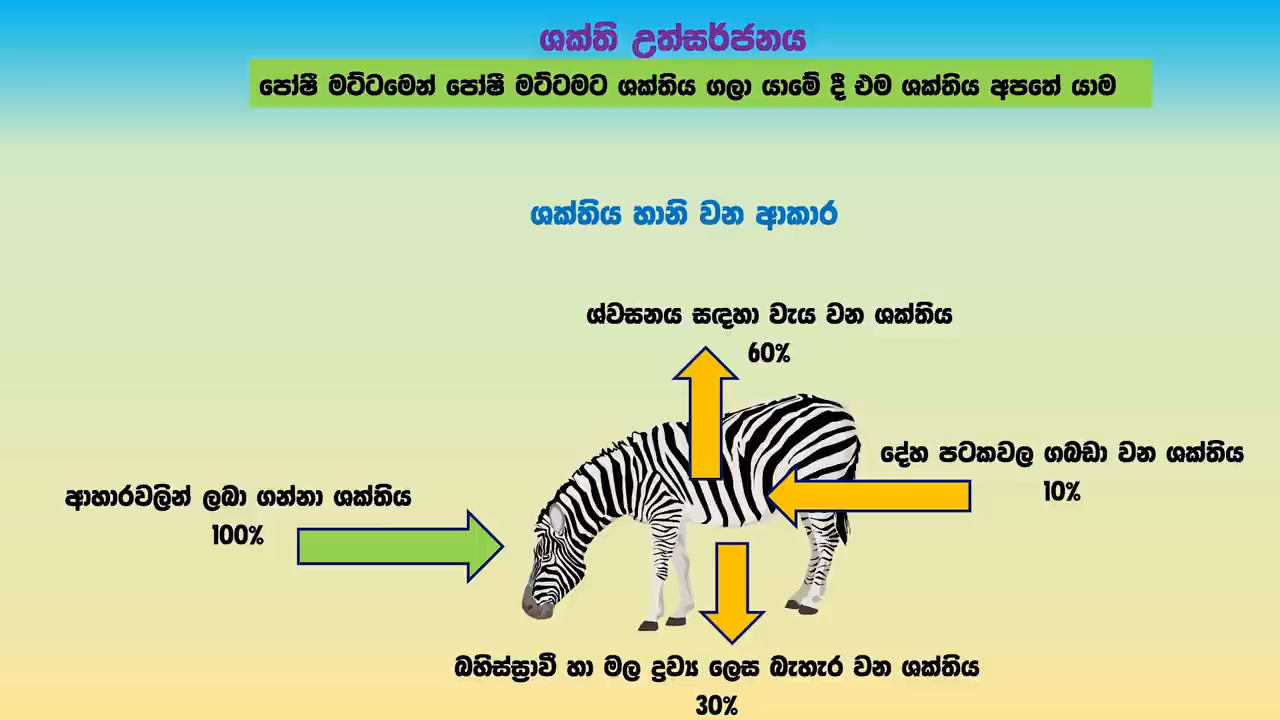 ශක්ති උත්සර්ජනය
පෝෂී මට්ටමෙන් පෝෂී මට්ටමට ශක්තිය ගලා යාමේ දී එම ශක්තිය අපතේ යාම
ශක්තිය හානි වන ආකාර
ශ්වසනය සඳහා වැය වන ශක්තිය
60%
දේහ පටකවල ගබඩා වන ශක්තිය
10%
ආහාරවලින් ලබා ගන්නා ශක්තිය
100%
බහිස්ස්‍රාවී හා මල ද්‍රව්‍ය ලෙස බැහැර වන ශක්තිය
30%